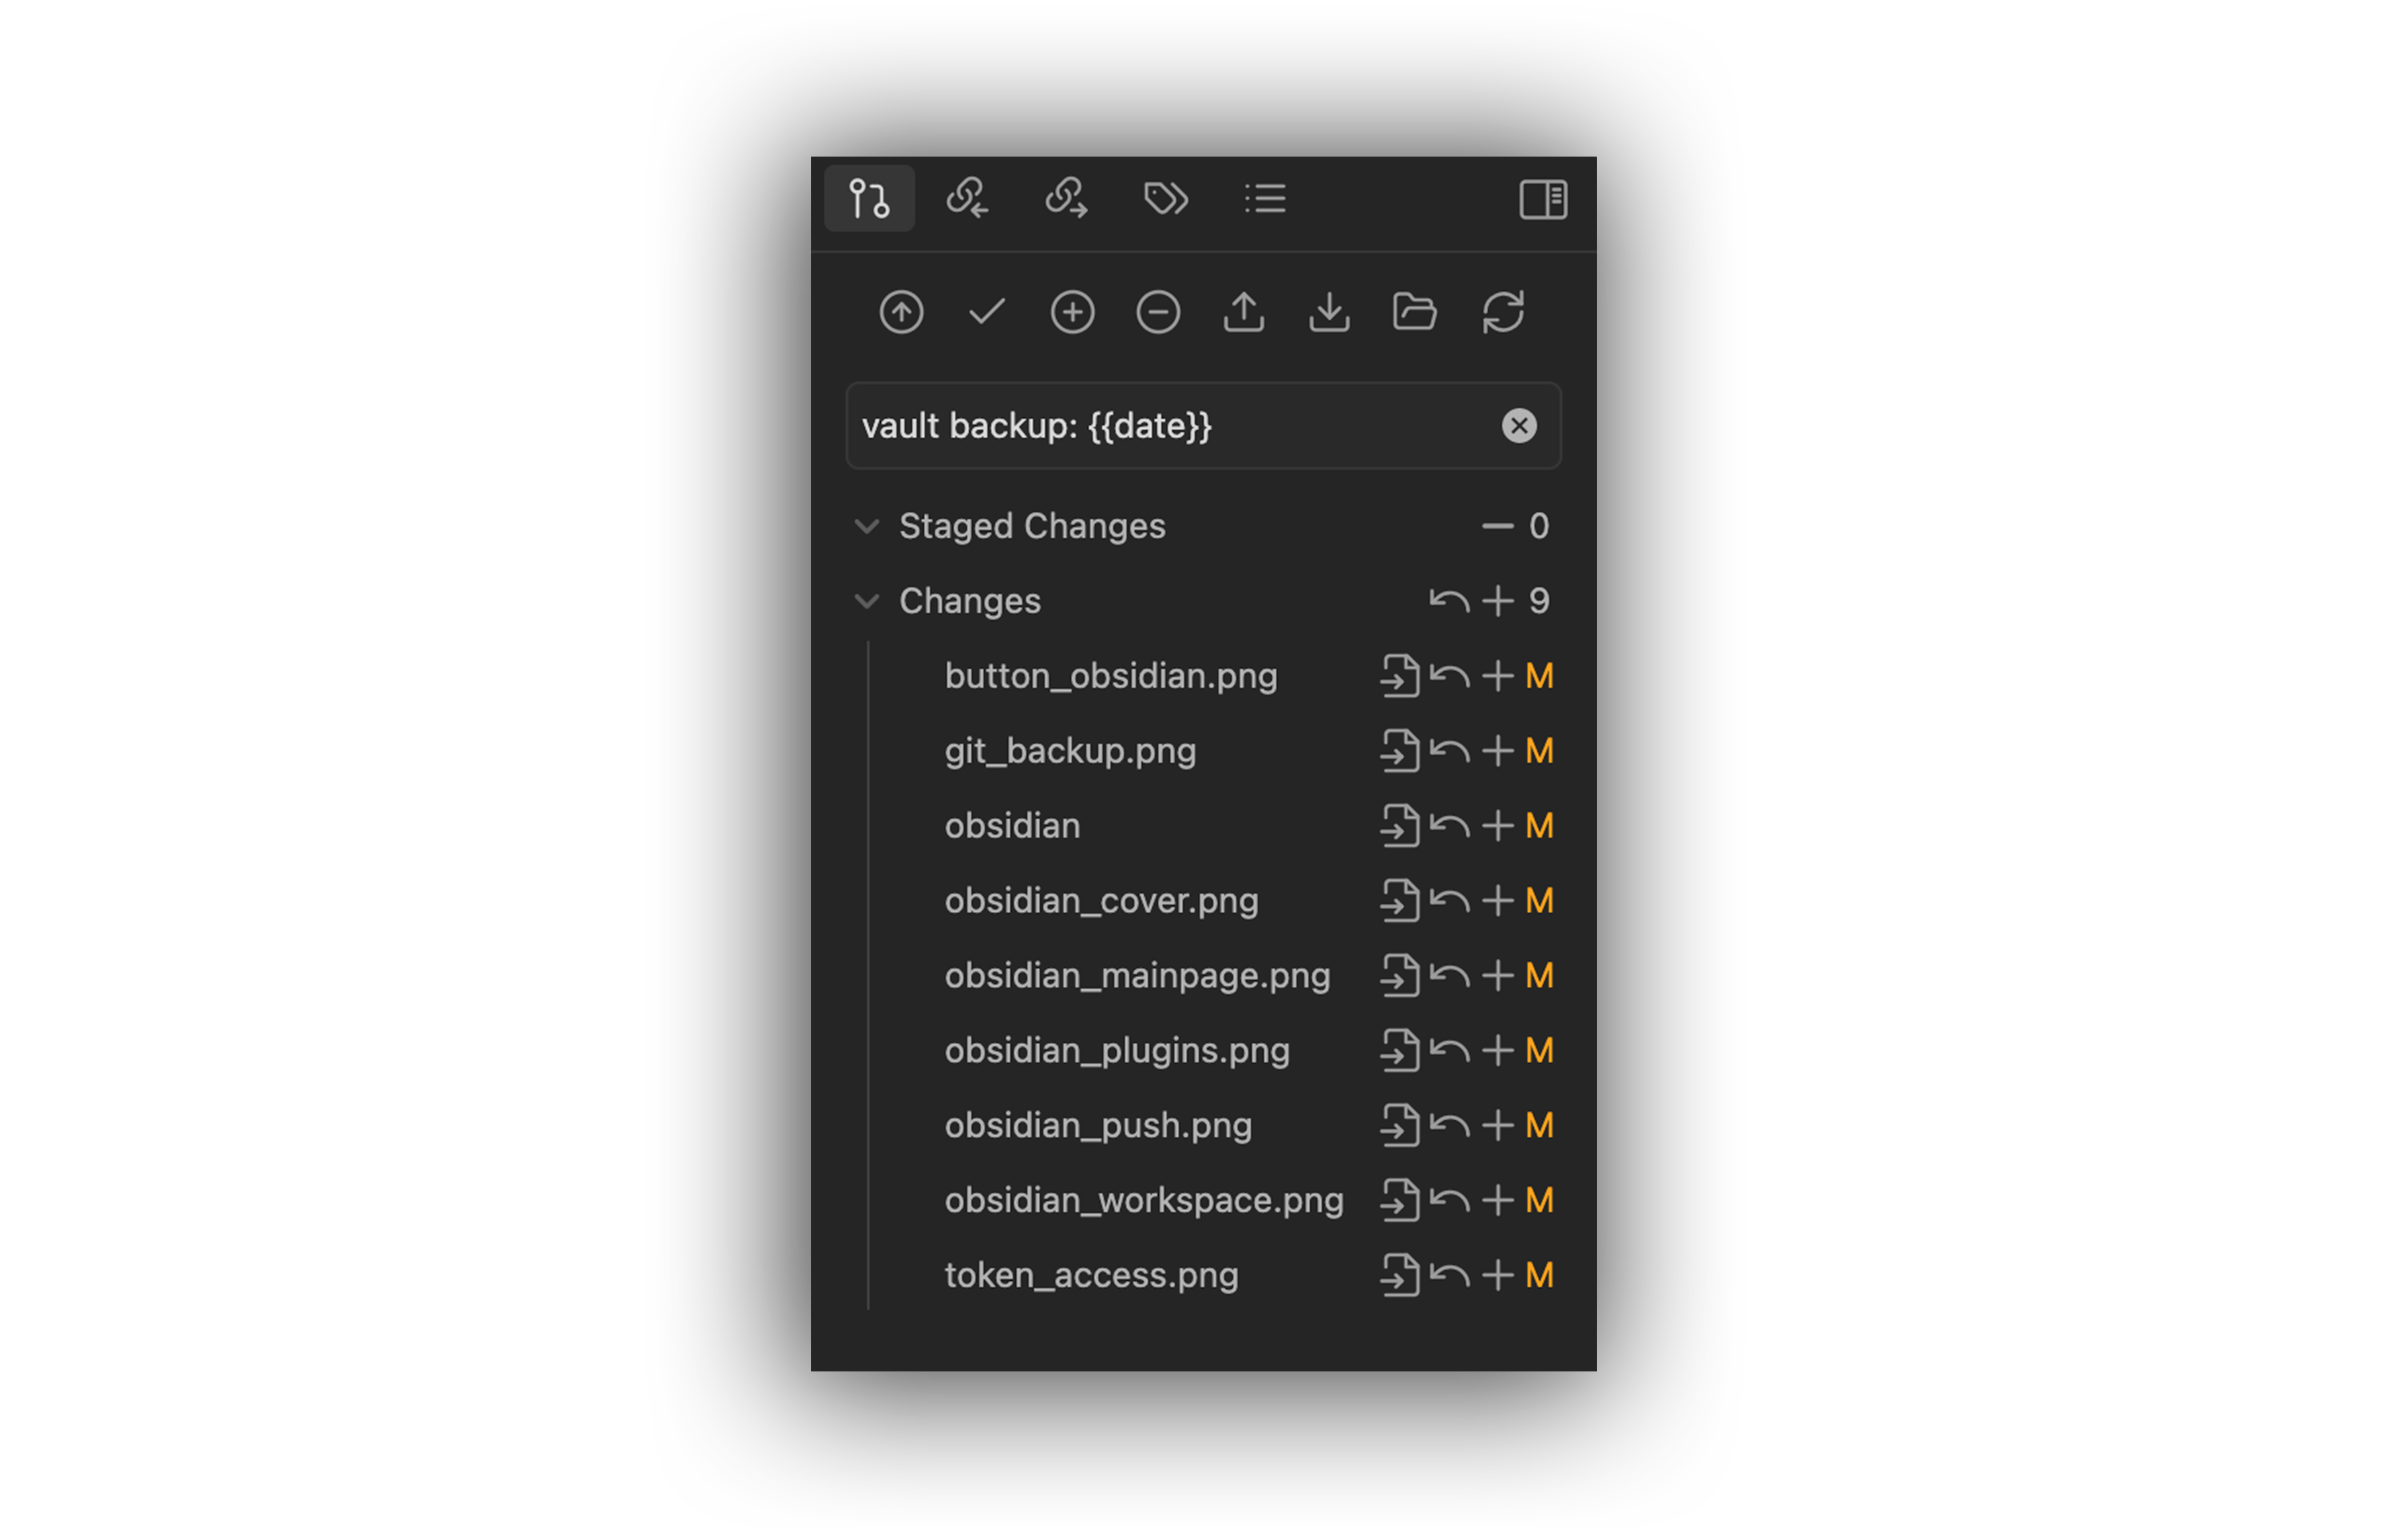 vault backup: {{date}}
Staged Changes 0
Changes 9
button_obsidian.png M
git_backup.png M
obsidian M
obsidian_cover.png M
obsidian_mainpage.png M
obsidian_plugins.png M
obsidian_push.png M
obsidian_workspace.png M
token_access.png M